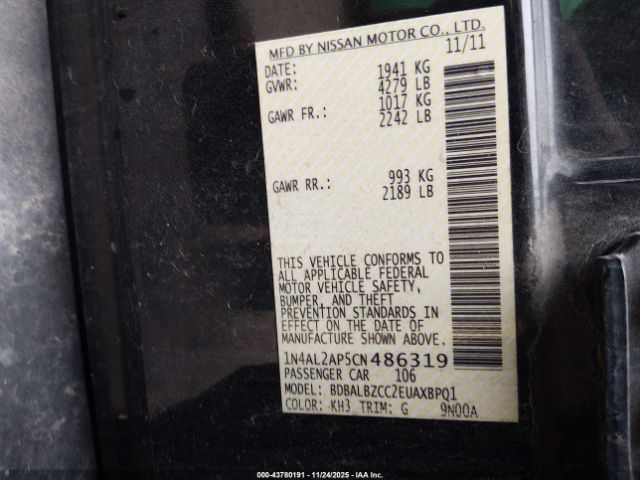 MFD BY NISSAN MOTOR CO., LTD.
DATE: 11/11
GVWR: 1941 KG
4279 LB
GAWR FR.: 1017 KG
2242 LB
GAWR RR.: 993 KG
2189 LB
THIS VEHICLE CONFORMS TO
ALL APPLICABLE FEDERAL
MOTOR VEHICLE SAFETY,
BUMPER, AND THEFT
PREVENTION STANDARDS IN
EFFECT ON THE DATE OF
MANUFACTURE SHOWN ABOVE.
1N4AL2AP5CN486319
PASSENGER CAR 106
MODEL: BDBALBZCC2EUAXBPQ1
COLOR: KH3 TRIM: G 9N00A
000-43780191 — 11/24/2025 — IAA Inc.